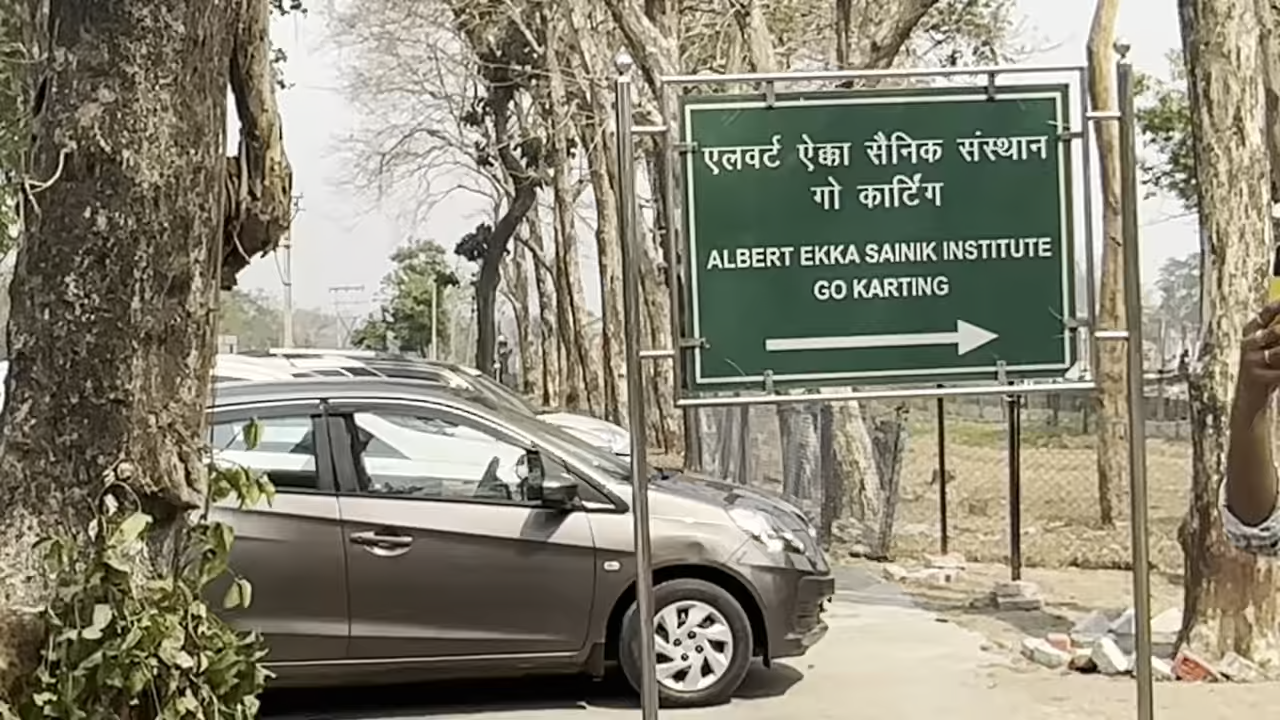 एलवर्ट ऐक्का सैनिक संस्थान
गो कार्टिंग
ALBERT EKKA SAINIK INSTITUTE
GO KARTING